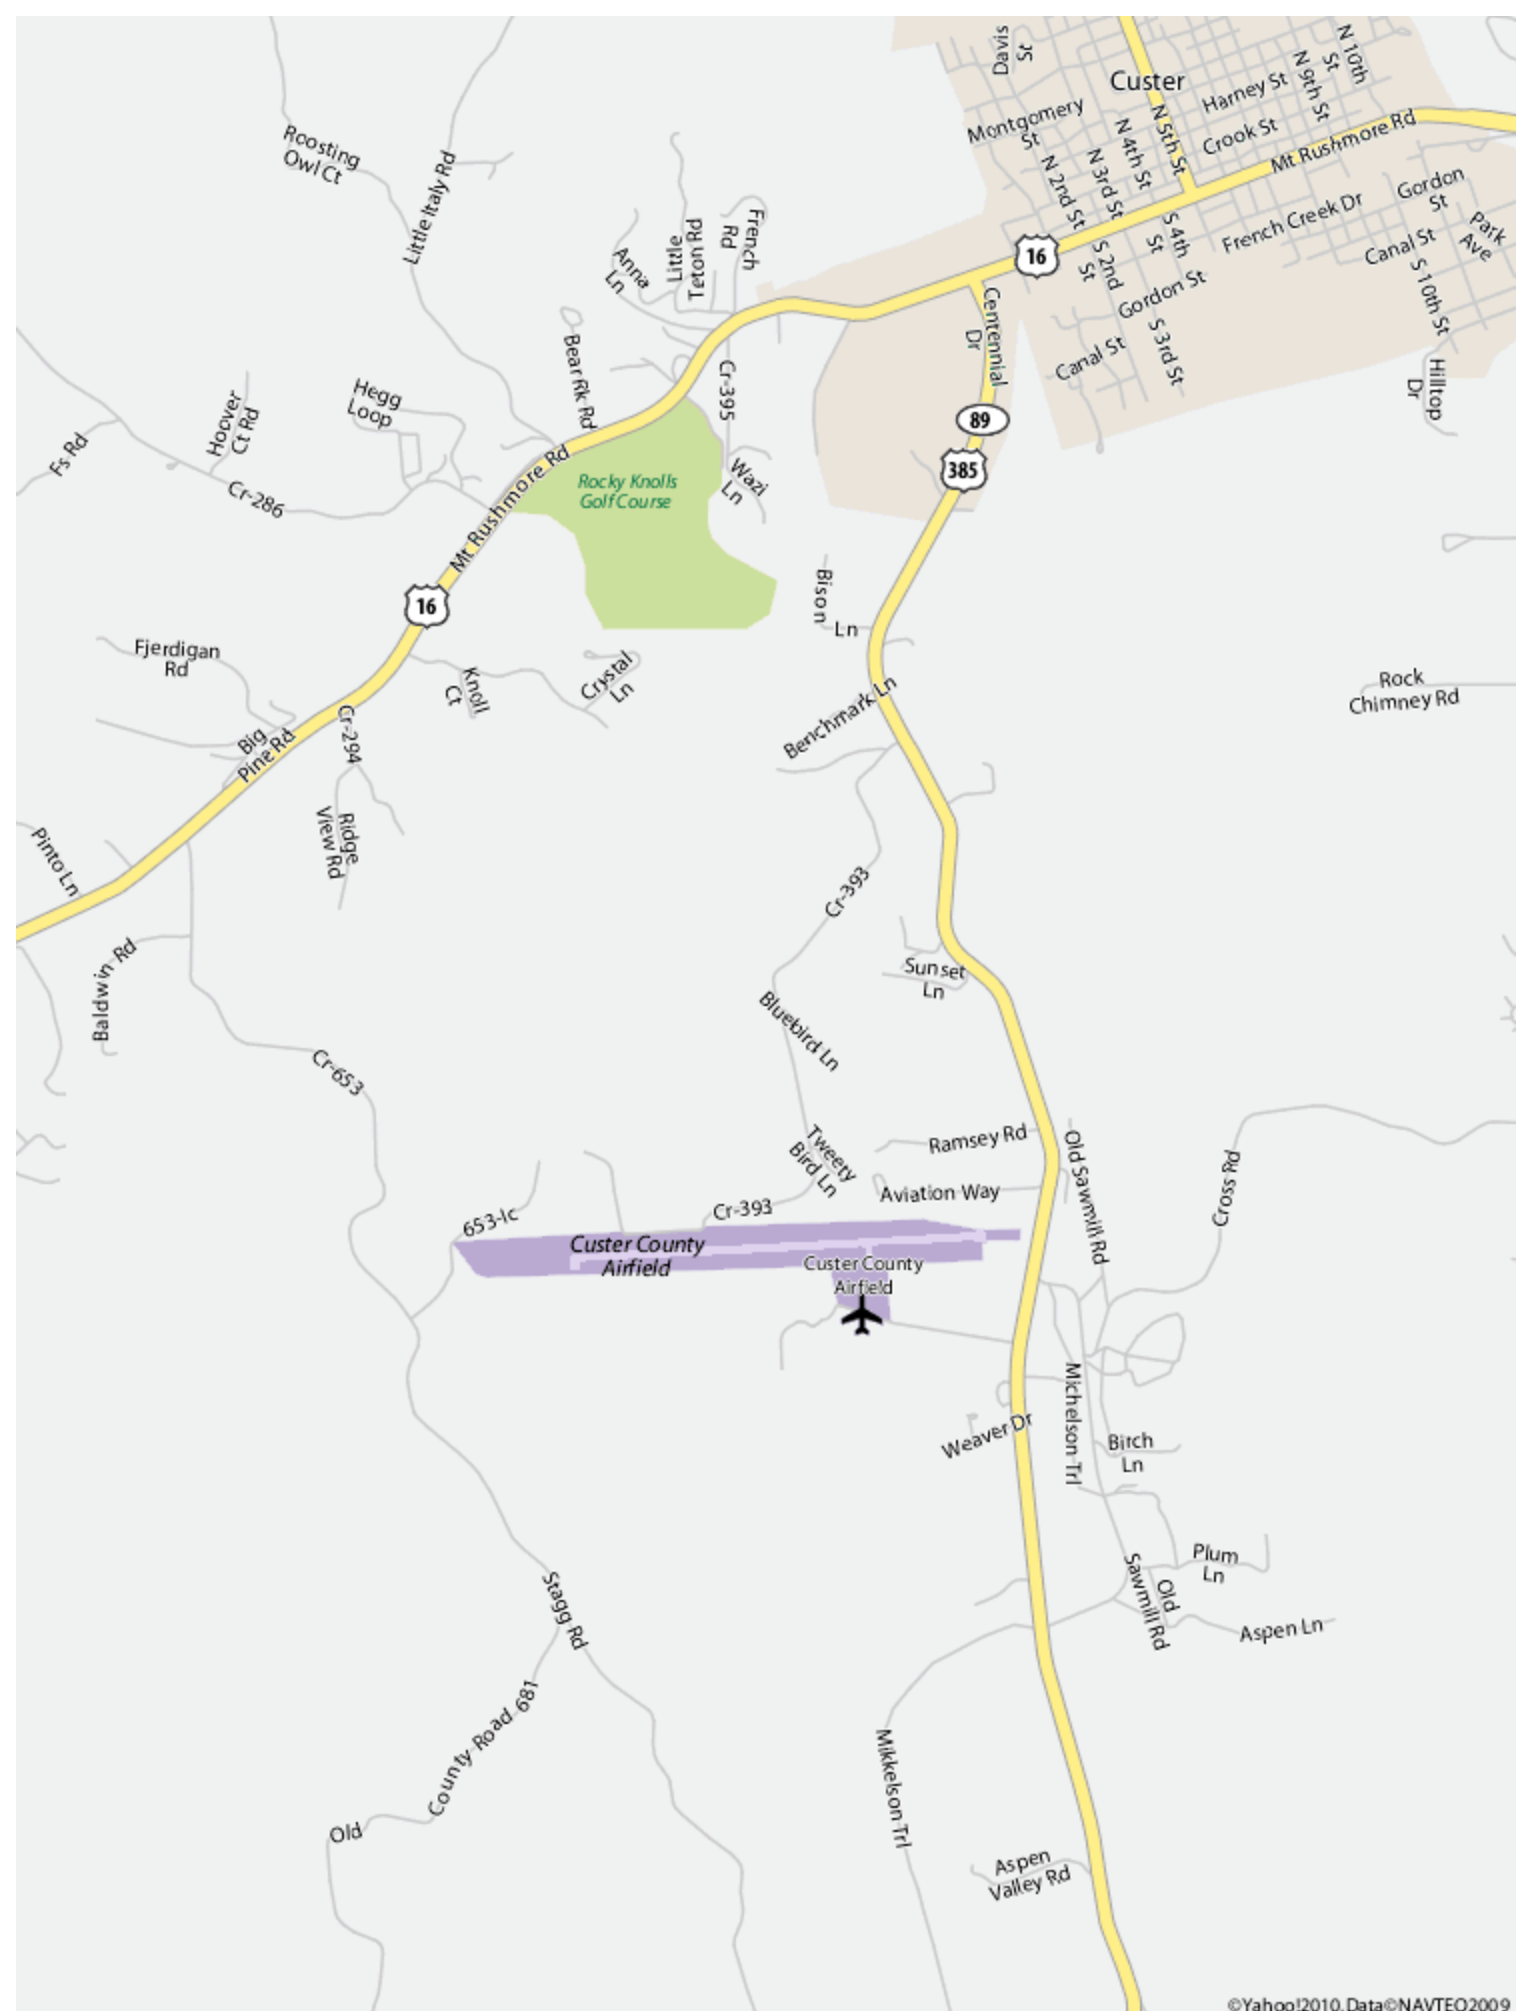 Davis
St
N 10th
St
Custer
N 9th St
Harney St
Montgomery
St
N 5th St
Crook St
Mt Rushmore Rd
N 4th St
N 3rd St
N 2nd St
Roosting
Owl Ct
Little Italy Rd
Gordon
St
Park
Ave
French Creek Dr
Canal St
S 4th
St
16
S 2nd
St
Gordon St
S 10th St
French
Rd
Little
Teton Rd
Anna
Ln
Centennial
Dr
S 3rd St
Canal St
Hilltop
Dr
Bear Rk Rd
Cr-395
Hegg
Loop
Hoover
Ct Rd
Fs Rd
89
385
Cr-286
Mt Rushmore Rd
Rocky Knolls
Golf Course
Wazi
Ln
16
Bison
Ln
Fjerdigan
Rd
Knoll
Ct
Crystal
Ln
Rock
Chimney Rd
Benchmark Ln
Cr-294
Big
Pine Rd
Ridge
View Rd
Pinto Ln
Cr-393
Baldwin Rd
Sunset
Ln
Bluebird Ln
Cr-653
Ramsey Rd
Tweety
Bird Ln
Old Sawmill Rd
Cross Rd
Aviation Way
653-Ic
Cr-393
Custer County
Airfield
Custer County
Airfield
Michelson Trl
Weaver Dr
Birch
Ln
Plum
Ln
Old
Sawmill Rd
Aspen Ln
Stagg Rd
County Road 681
Old
Mikkelson Trl
Aspen
Valley Rd
©Yahoo!2010, Data©NAVTEQ2009